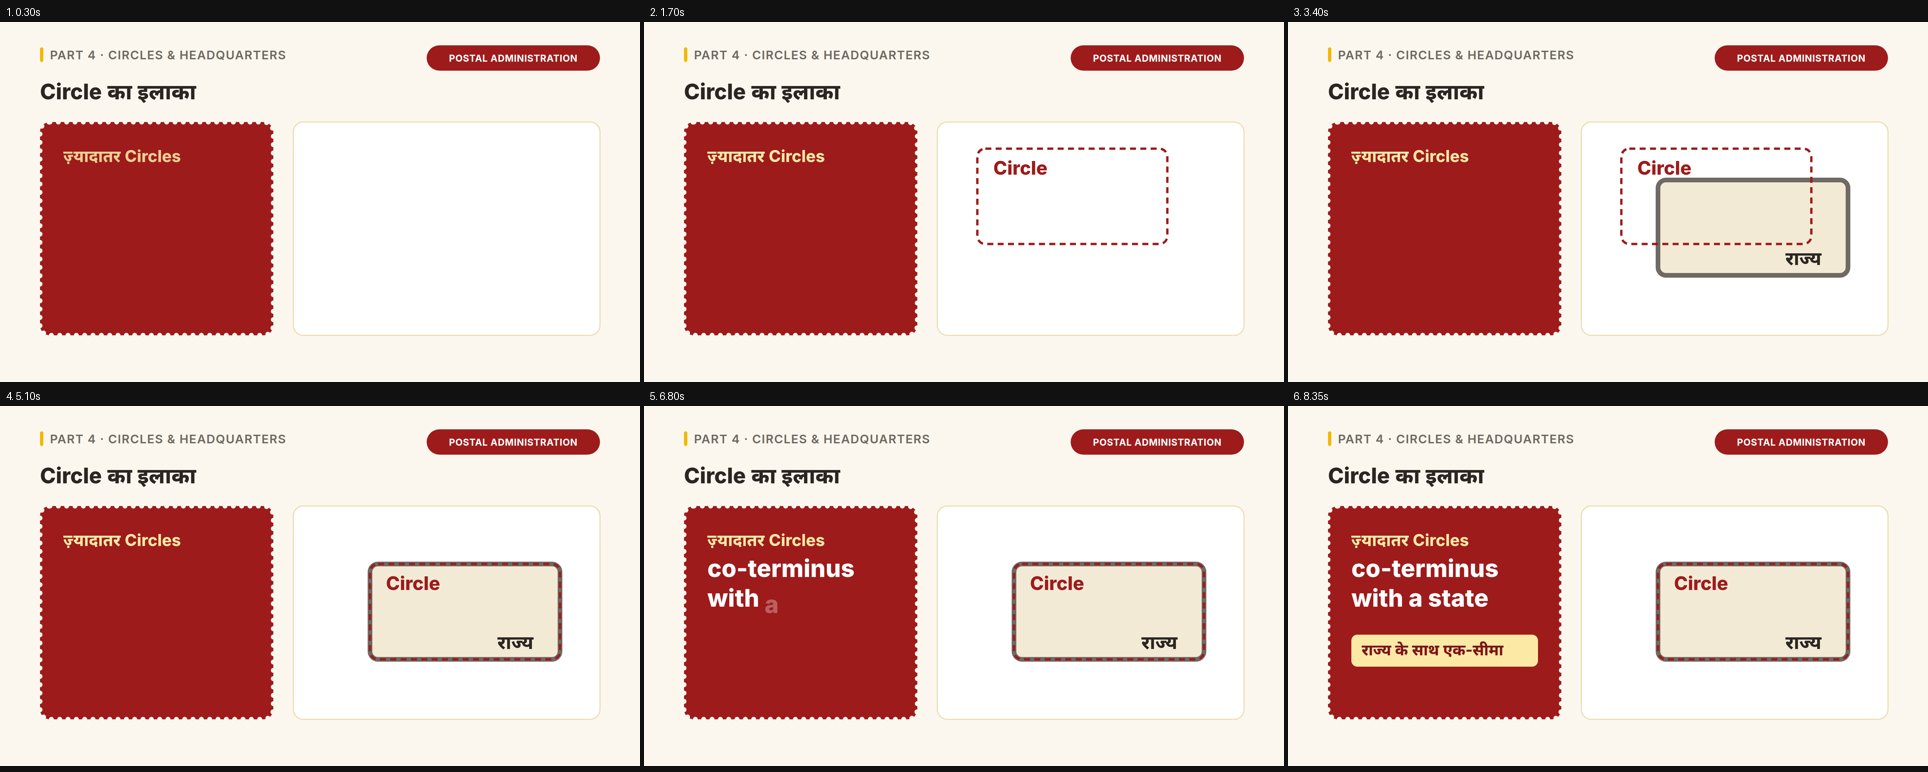 1. 0.30s
PART 4 · CIRCLES & HEADQUARTERS
POSTAL ADMINISTRATION
Circle का इलाका
ज़्यादातर Circles
2. 1.70s
PART 4 · CIRCLES & HEADQUARTERS
POSTAL ADMINISTRATION
Circle का इलाका
ज़्यादातर Circles
Circle
3. 3.40s
PART 4 · CIRCLES & HEADQUARTERS
POSTAL ADMINISTRATION
Circle का इलाका
ज़्यादातर Circles
Circle
राज्य
4. 5.10s
PART 4 · CIRCLES & HEADQUARTERS
POSTAL ADMINISTRATION
Circle का इलाका
ज़्यादातर Circles
Circle
राज्य
5. 6.80s
PART 4 · CIRCLES & HEADQUARTERS
POSTAL ADMINISTRATION
Circle का इलाका
ज़्यादातर Circles
co-terminus
with a
Circle
राज्य
6. 8.35s
PART 4 · CIRCLES & HEADQUARTERS
POSTAL ADMINISTRATION
Circle का इलाका
ज़्यादातर Circles
co-terminus
with a state
राज्य के साथ एक-सीमा
Circle
राज्य